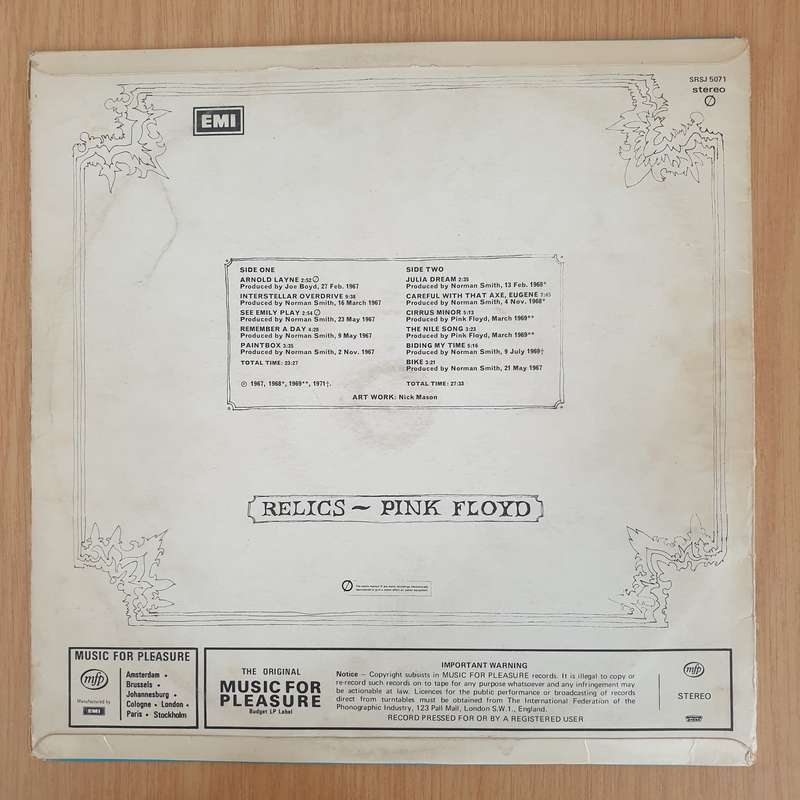 SRSJ 5071
stereo
EMI
SIDE ONE
ARNOLD LAYNE 2:52
Produced by Joe Boyd, 27 Feb. 1967
INTERSTELLAR OVERDRIVE 9:38
Produced by Norman Smith, 16 March 1967
SEE EMILY PLAY 2:54
Produced by Norman Smith, 23 May 1967
REMEMBER A DAY 4:28
Produced by Norman Smith, 9 May 1967
PAINTBOX 3:35
Produced by Norman Smith, 2 Nov. 1967
TOTAL TIME: 23:27
℗ 1967, 1968*, 1969**, 1971†.
SIDE TWO
JULIA DREAM 2:35
Produced by Norman Smith, 13 Feb. 1968*
CAREFUL WITH THAT AXE, EUGENE 7:45
Produced by Norman Smith, 4 Nov. 1968*
CIRRUS MINOR 5:13
Produced by Pink Floyd, March 1969**
THE NILE SONG 3:23
Produced by Pink Floyd, March 1969**
BIDING MY TIME 5:16
Produced by Norman Smith, 9 July 1969†
BIKE 3:21
Produced by Norman Smith, 21 May 1967
TOTAL TIME: 27:33
ART WORK: Nick Mason
RELICS ~ PINK FLOYD
MUSIC FOR PLEASURE
mfp
Manufactured by
EMI
Amsterdam •
Brussels •
Johannesburg •
Cologne • London •
Paris • Stockholm
THE ORIGINAL
MUSIC FOR
PLEASURE
Budget LP Label
IMPORTANT WARNING
Notice — Copyright subsists in MUSIC FOR PLEASURE records. It is illegal to copy or
re-record such records on to tape for any purpose whatsoever and any infringement may
be actionable at law. Licences for the public performance or broadcasting of records
direct from turntables must be obtained from The International Federation of the
Phonographic Industry, 123 Pall Mall, London S.W.1., England.
RECORD PRESSED FOR OR BY A REGISTERED USER
mfp
STEREO